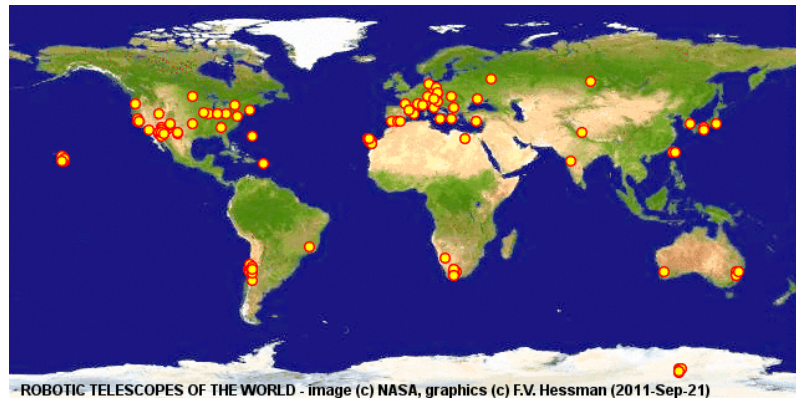 ROBOTIC TELESCOPES OF THE WORLD - image (c) NASA, graphics (c) F.V. Hessman (2011-Sep-21)